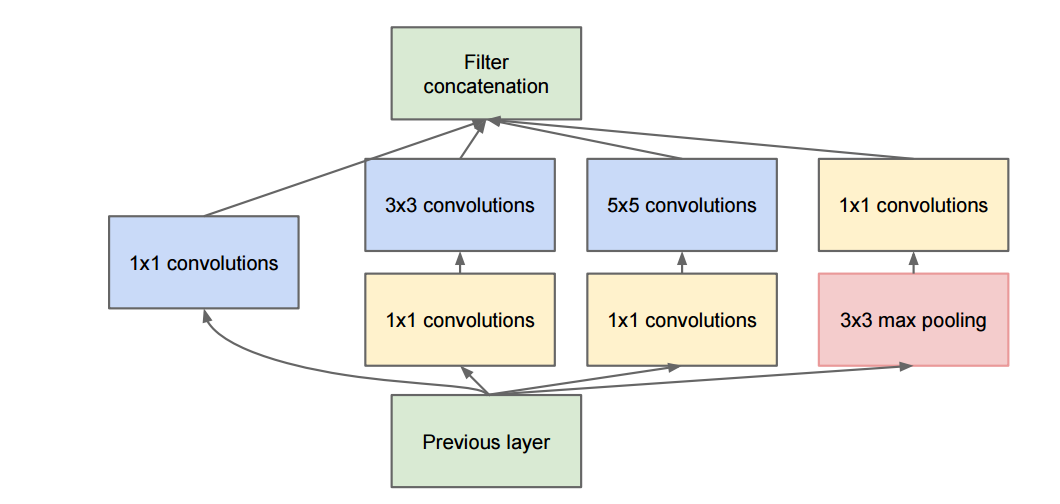 Filter
concatenation
3x3 convolutions
5x5 convolutions
1x1 convolutions
1x1 convolutions
1x1 convolutions
1x1 convolutions
3x3 max pooling
Previous layer